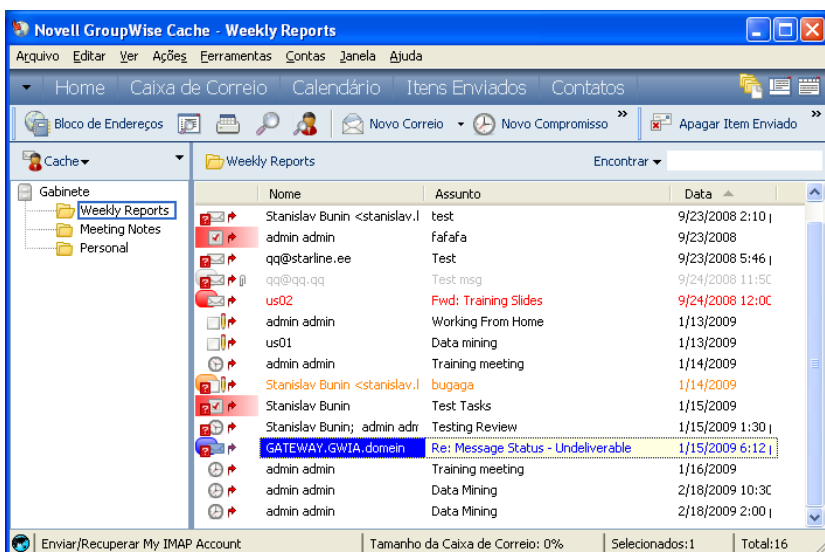 Novell GroupWise Cache - Weekly Reports
Arquivo Editar Ver Ações Ferramentas Contas Janela Ajuda
Home Caixa de Correio Calendário Itens Enviados Contatos
Bloco de Endereços Novo Correio Novo Compromisso » Apagar Item Enviado »
Cache Weekly Reports Encontrar
Gabinete
Weekly Reports
Meeting Notes
Personal
Nome Assunto Data
Stanislav Bunin <stanislav.l test 9/23/2008 2:10
admin admin fafafa 9/23/2008
qq@starline.ee Test 9/23/2008 5:46
qq@qq.qq Test msg 9/24/2008 11:50
us02 Fwd: Training Slides 9/24/2008 12:00
admin admin Working From Home 1/13/2009
us01 Data mining 1/13/2009
admin admin Training meeting 1/14/2009
Stanislav Bunin <stanislav.l bugaga 1/14/2009
Stanislav Bunin Test Tasks 1/15/2009
Stanislav Bunin; admin adm Testing Review 1/15/2009 1:30
GATEWAY.GWIA.domein Re: Message Status - Undeliverable 1/15/2009 6:12
admin admin Training meeting 1/16/2009
admin admin Data Mining 2/18/2009 10:30
admin admin Data Mining 2/18/2009 2:00
Enviar/Recuperar My IMAP Account Tamanho da Caixa de Correio: 0% Selecionados:1 Total:16